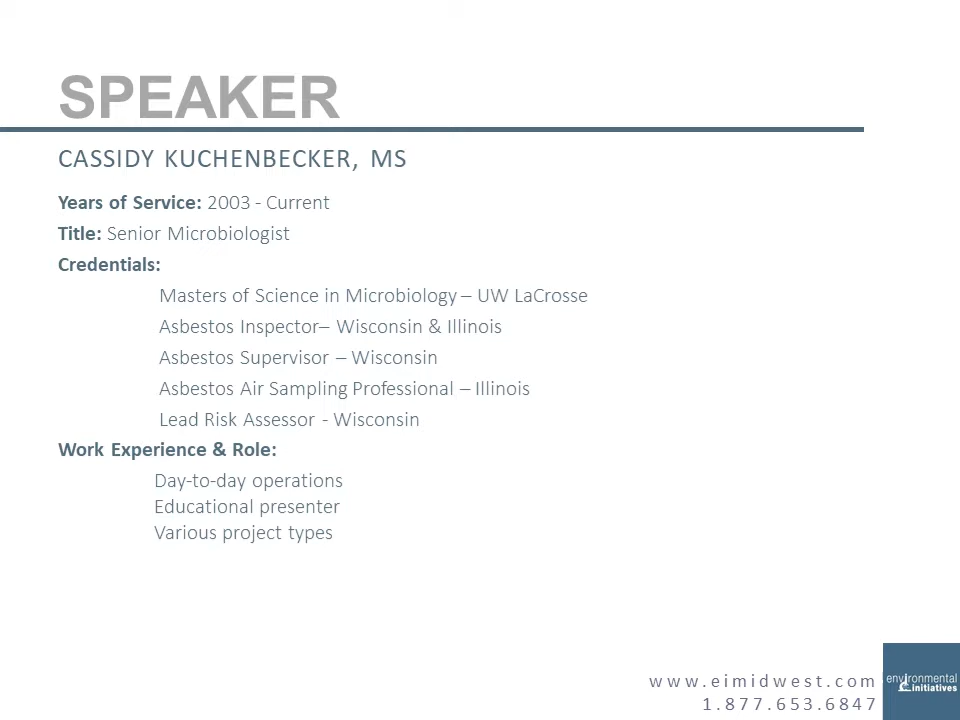 SPEAKER
CASSIDY KUCHENBECKER, MS
Years of Service: 2003 - Current
Title: Senior Microbiologist
Credentials:
Masters of Science in Microbiology – UW LaCrosse
Asbestos Inspector– Wisconsin & Illinois
Asbestos Supervisor – Wisconsin
Asbestos Air Sampling Professional – Illinois
Lead Risk Assessor - Wisconsin
Work Experience & Role:
Day-to-day operations
Educational presenter
Various project types
www.eimidwest.com
1.877.653.6847
environmental
initiatives